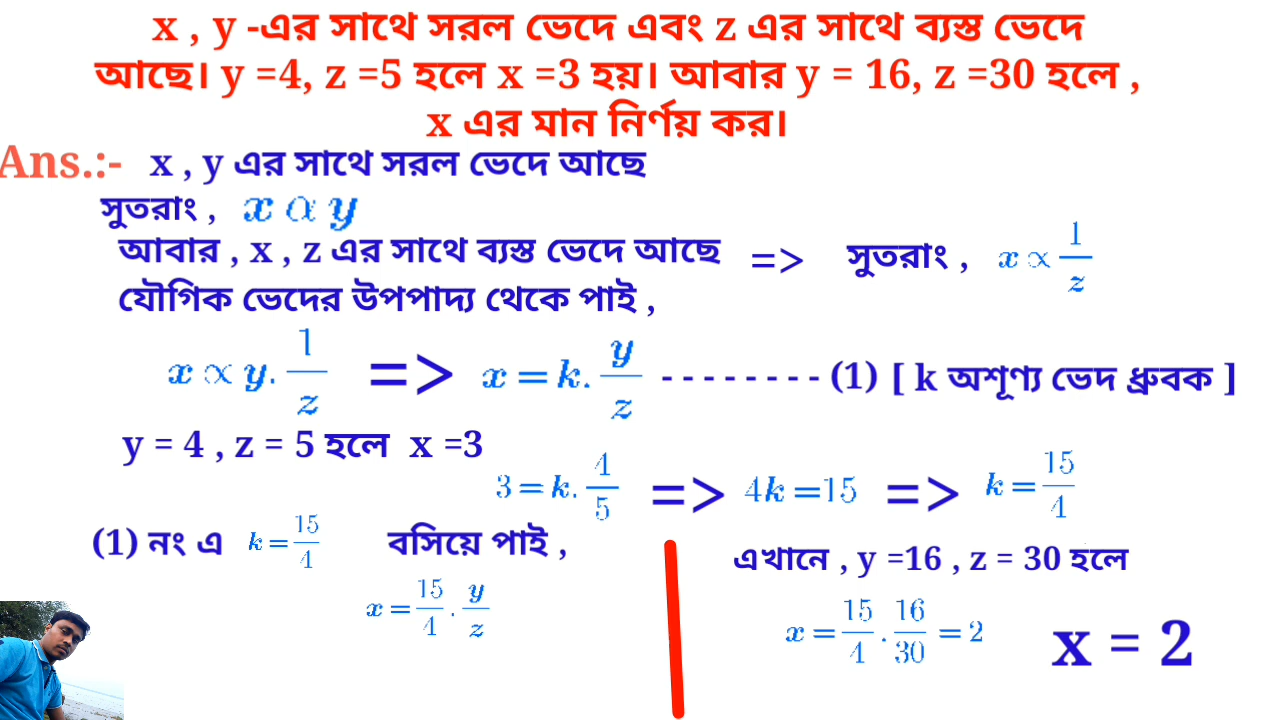 x , y -এর সাথে সরল ভেদে এবং z এর সাথে ব্যস্ত ভেদে
আছে। y =4, z =5 হলে x =3 হয়। আবার y = 16, z =30 হলে ,
x এর মান নির্ণয় কর।
Ans.:- x , y এর সাথে সরল ভেদে আছে
সুতরাং , x α y
আবার , x , z এর সাথে ব্যস্ত ভেদে আছে => সুতরাং , x ∝ 1/z
যৌগিক ভেদের উপপাদ্য থেকে পাই ,
x ∝ y. 1/z => x = k. y/z - - - - - - - - (1) [ k অশূণ্য ভেদ ধ্রুবক ]
y = 4 , z = 5 হলে x =3
3 = k. 4/5 => 4k =15 => k = 15/4
(1) নং এ k = 15/4 বসিয়ে পাই ,
x = 15/4 . y/z
এখানে , y =16 , z = 30 হলে
x = 15/4 . 16/30 = 2 x = 2